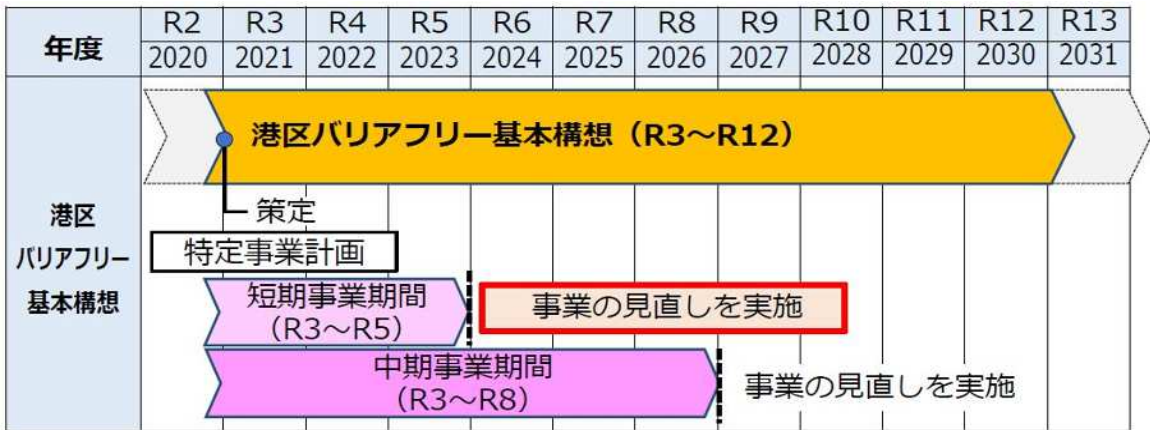 年度
R2 R3 R4 R5 R6 R7 R8 R9 R10 R11 R12 R13
2020 2021 2022 2023 2024 2025 2026 2027 2028 2029 2030 2031
港区バリアフリー基本構想（R3～R12）
策定
港区
バリアフリー
基本構想
特定事業計画
短期事業期間
（R3～R5）
事業の見直しを実施
中期事業期間
（R3～R8）
事業の見直しを実施